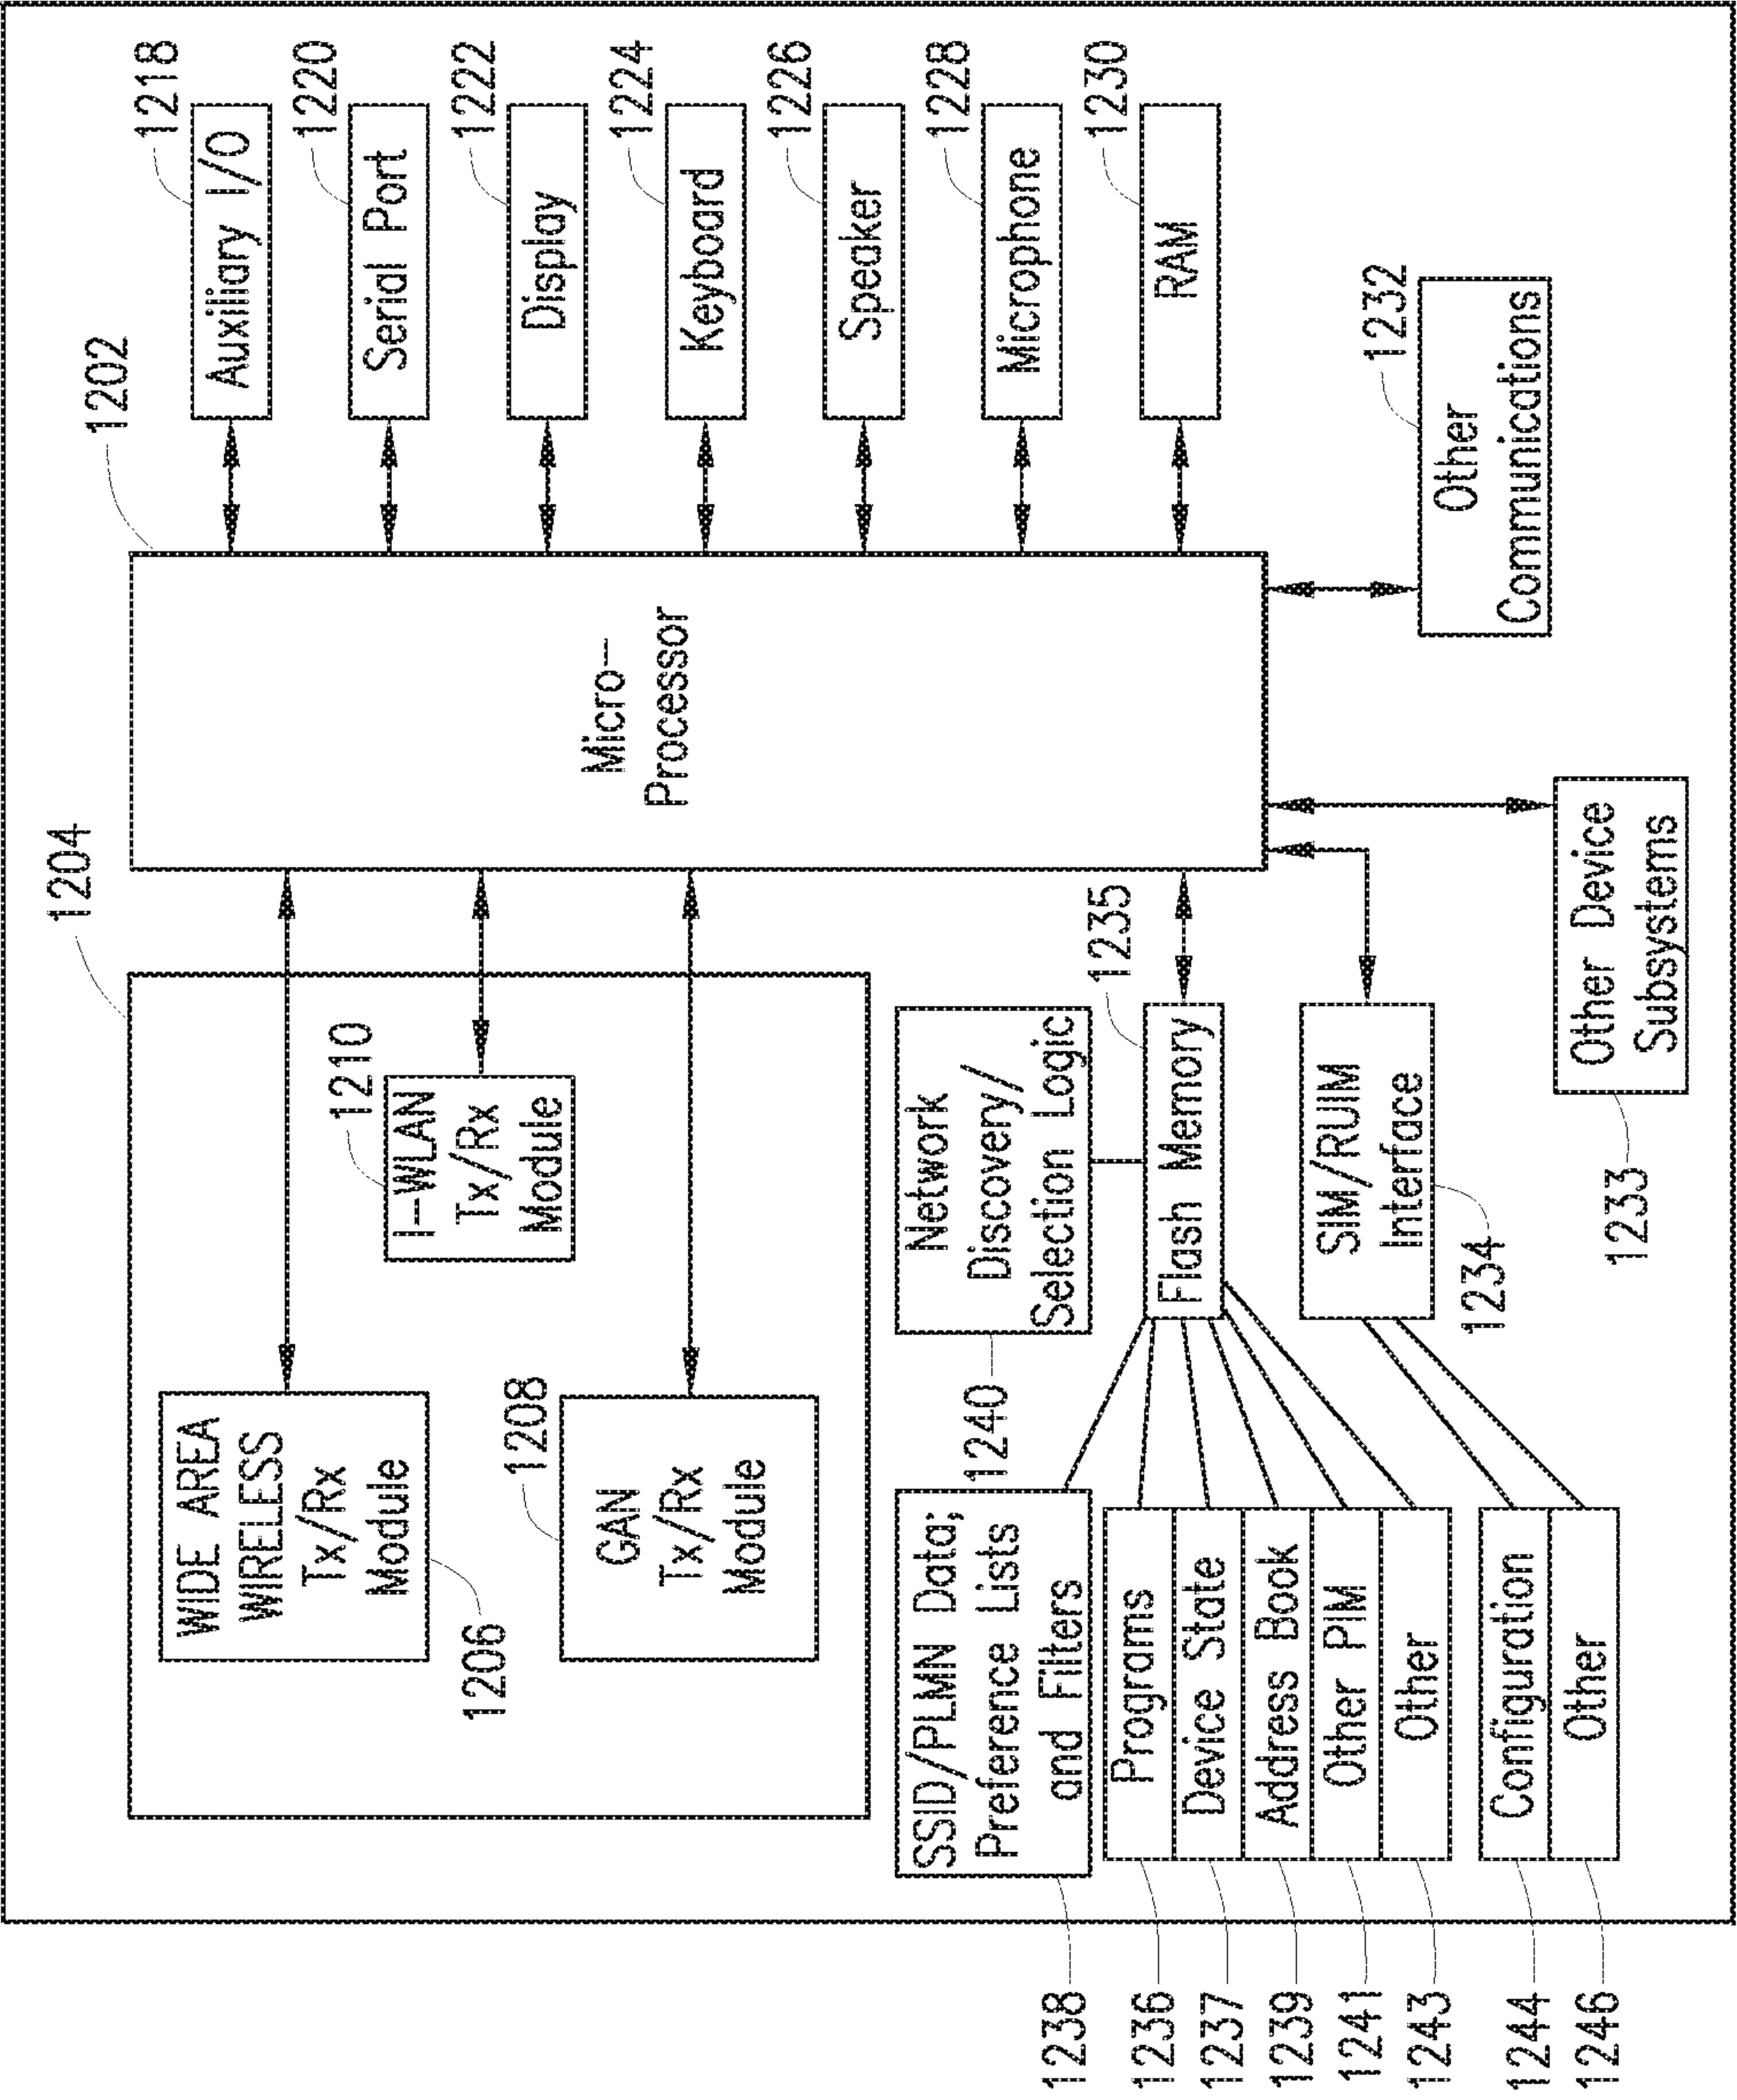 1204
WIDE AREA
WIRELESS
Tx/Rx
Module
1206
1210
I-WLAN
Tx/Rx
Module
1208
GAN
Tx/Rx
Module
1202
Micro-
Processor
1218
Auxiliary I/O
1220
Serial Port
1222
Display
1224
Keyboard
1226
Speaker
1228
Microphone
1230
RAM
1232
Other
Communications
1238
SSID/PLMN Data;
Preference Lists
and Filters
1240
Network
Discovery/
Selection Logic
1235
Flash Memory
1236
Programs
1237
Device State
1239
Address Book
1241
Other PIM
1243
Other
SIM/RUIM
Interface
1234
1244
Configuration
1246
Other
Other Device
Subsystems
1233